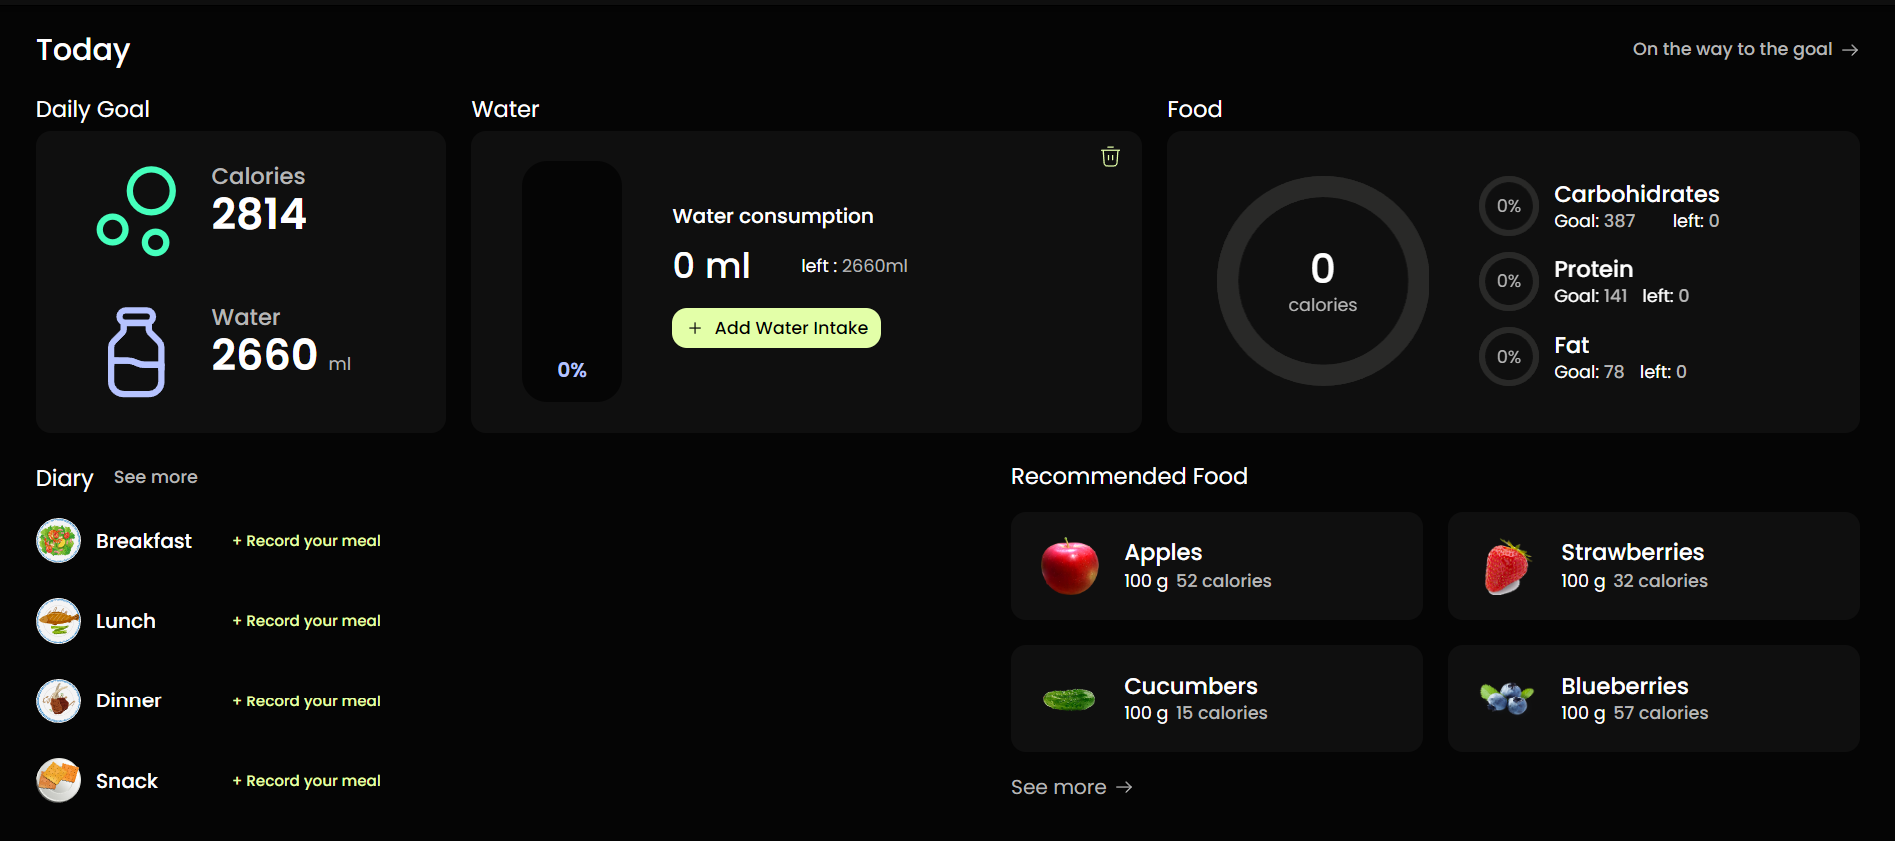 Today
On the way to the goal →
Daily Goal
Calories
2814
Water
2660 ml
Water
Water consumption
0 ml left : 2660ml
+ Add Water Intake
0%
Food
0
calories
0%
Carbohidrates
Goal: 387 left: 0
0%
Protein
Goal: 141 left: 0
0%
Fat
Goal: 78 left: 0
Diary See more
Breakfast + Record your meal
Lunch + Record your meal
Dinner + Record your meal
Snack + Record your meal
Recommended Food
Apples
100 g 52 calories
Strawberries
100 g 32 calories
Cucumbers
100 g 15 calories
Blueberries
100 g 57 calories
See more →